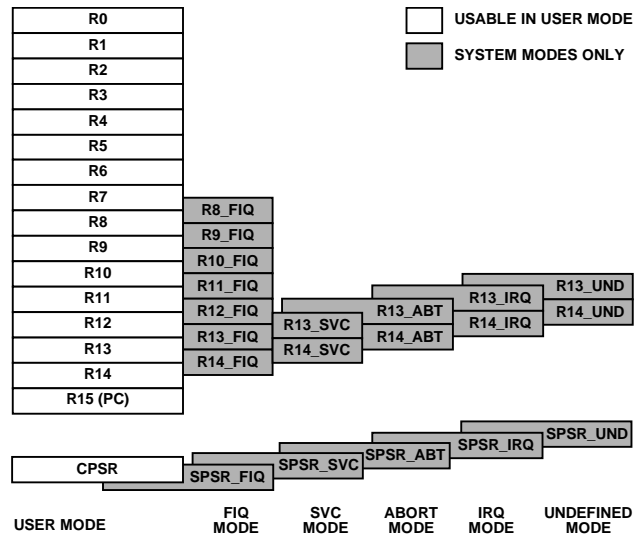 USABLE IN USER MODE
SYSTEM MODES ONLY
R0
R1
R2
R3
R4
R5
R6
R7
R8
R9
R10
R11
R12
R13
R14
R15 (PC)
R8_FIQ
R9_FIQ
R10_FIQ
R11_FIQ
R12_FIQ
R13_FIQ
R14_FIQ
R13_SVC
R14_SVC
R13_ABT
R14_ABT
R13_IRQ
R14_IRQ
R13_UND
R14_UND
CPSR
SPSR_FIQ
SPSR_SVC
SPSR_ABT
SPSR_IRQ
SPSR_UND
USER MODE
FIQ
MODE
SVC
MODE
ABORT
MODE
IRQ
MODE
UNDEFINED
MODE